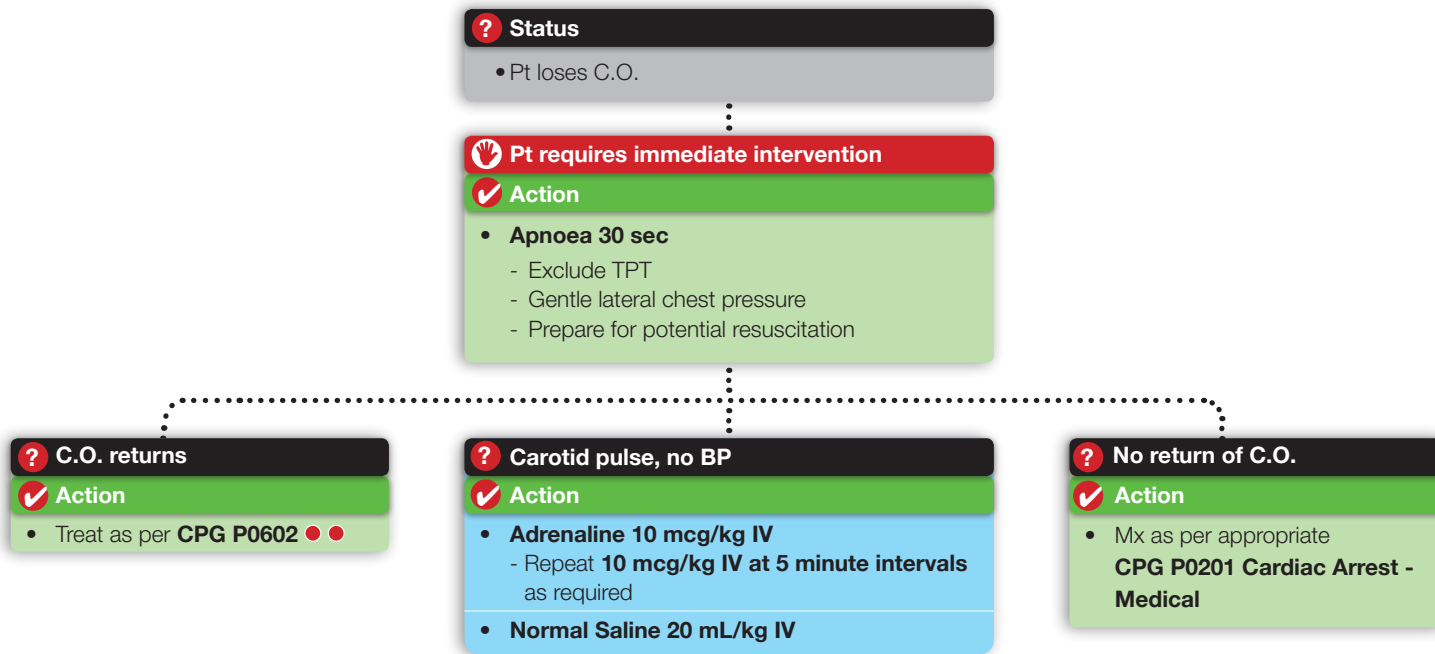 ? Status
• Pt loses C.O.
Pt requires immediate intervention
✔ Action
• Apnoea 30 sec
- Exclude TPT
- Gentle lateral chest pressure
- Prepare for potential resuscitation
? C.O. returns
✔ Action
• Treat as per CPG P0602
? Carotid pulse, no BP
✔ Action
• Adrenaline 10 mcg/kg IV
- Repeat 10 mcg/kg IV at 5 minute intervals
as required
• Normal Saline 20 mL/kg IV
? No return of C.O.
✔ Action
• Mx as per appropriate
CPG P0201 Cardiac Arrest -
Medical